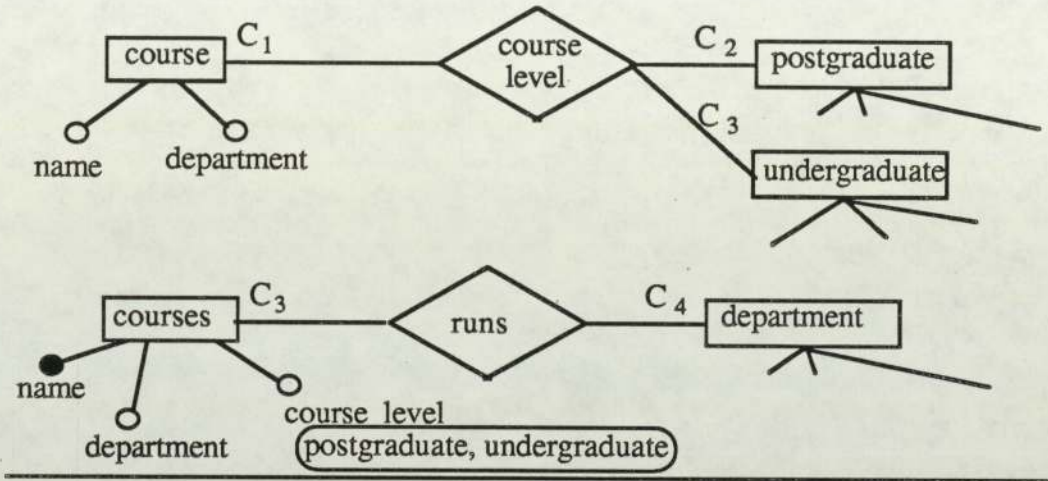 course
C1
course
level
C2
postgraduate
C3
undergraduate
name
department
courses
C3
runs
C4
department
name
department
course level
postgraduate, undergraduate